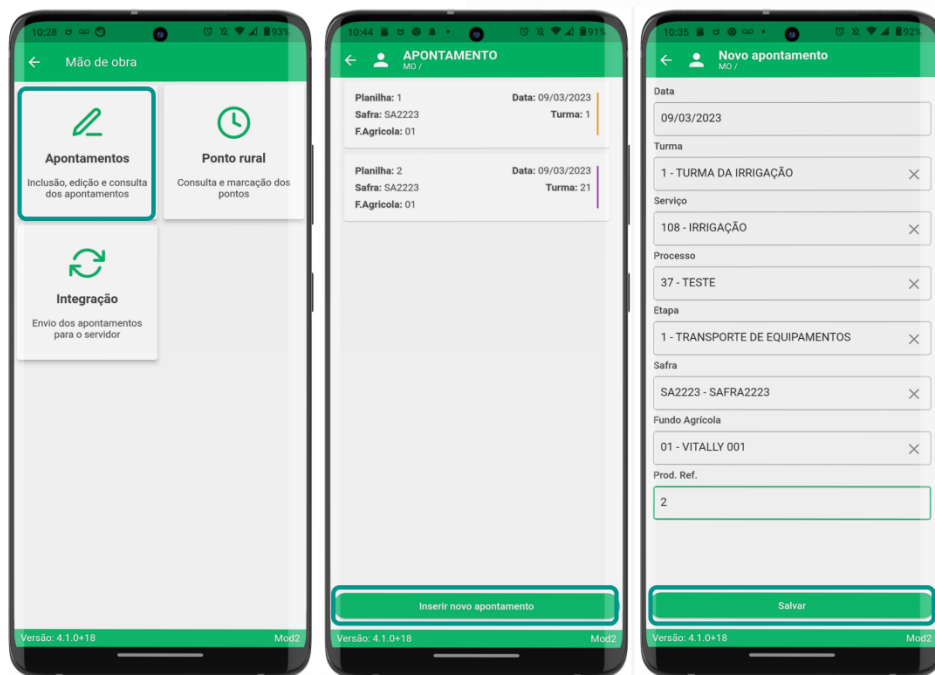 10:28
93%
Mão de obra
Apontamentos
Inclusão, edição e consulta
dos apontamentos
Ponto rural
Consulta e marcação dos
pontos
Integração
Envio dos apontamentos
para o servidor
Versão: 4.1.0+18
Mod2
10:44
91%
APONTAMENTO
MO /
Planilha: 1
Data: 09/03/2023
Safra: SA2223
Turma: 1
F.Agricola: 01
Planilha: 2
Data: 09/03/2023
Safra: SA2223
Turma: 21
F.Agricola: 01
Inserir novo apontamento
Versão: 4.1.0+18
Mod2
10:35
92%
Novo apontamento
MO /
Data
09/03/2023
Turma
1 - TURMA DA IRRIGAÇÃO
Serviço
108 - IRRIGAÇÃO
Processo
37 - TESTE
Etapa
1 - TRANSPORTE DE EQUIPAMENTOS
Safra
SA2223 - SAFRA2223
Fundo Agrícola
01 - VITALLY 001
Prod. Ref.
2
Salvar
Versão: 4.1.0+18
Mod2